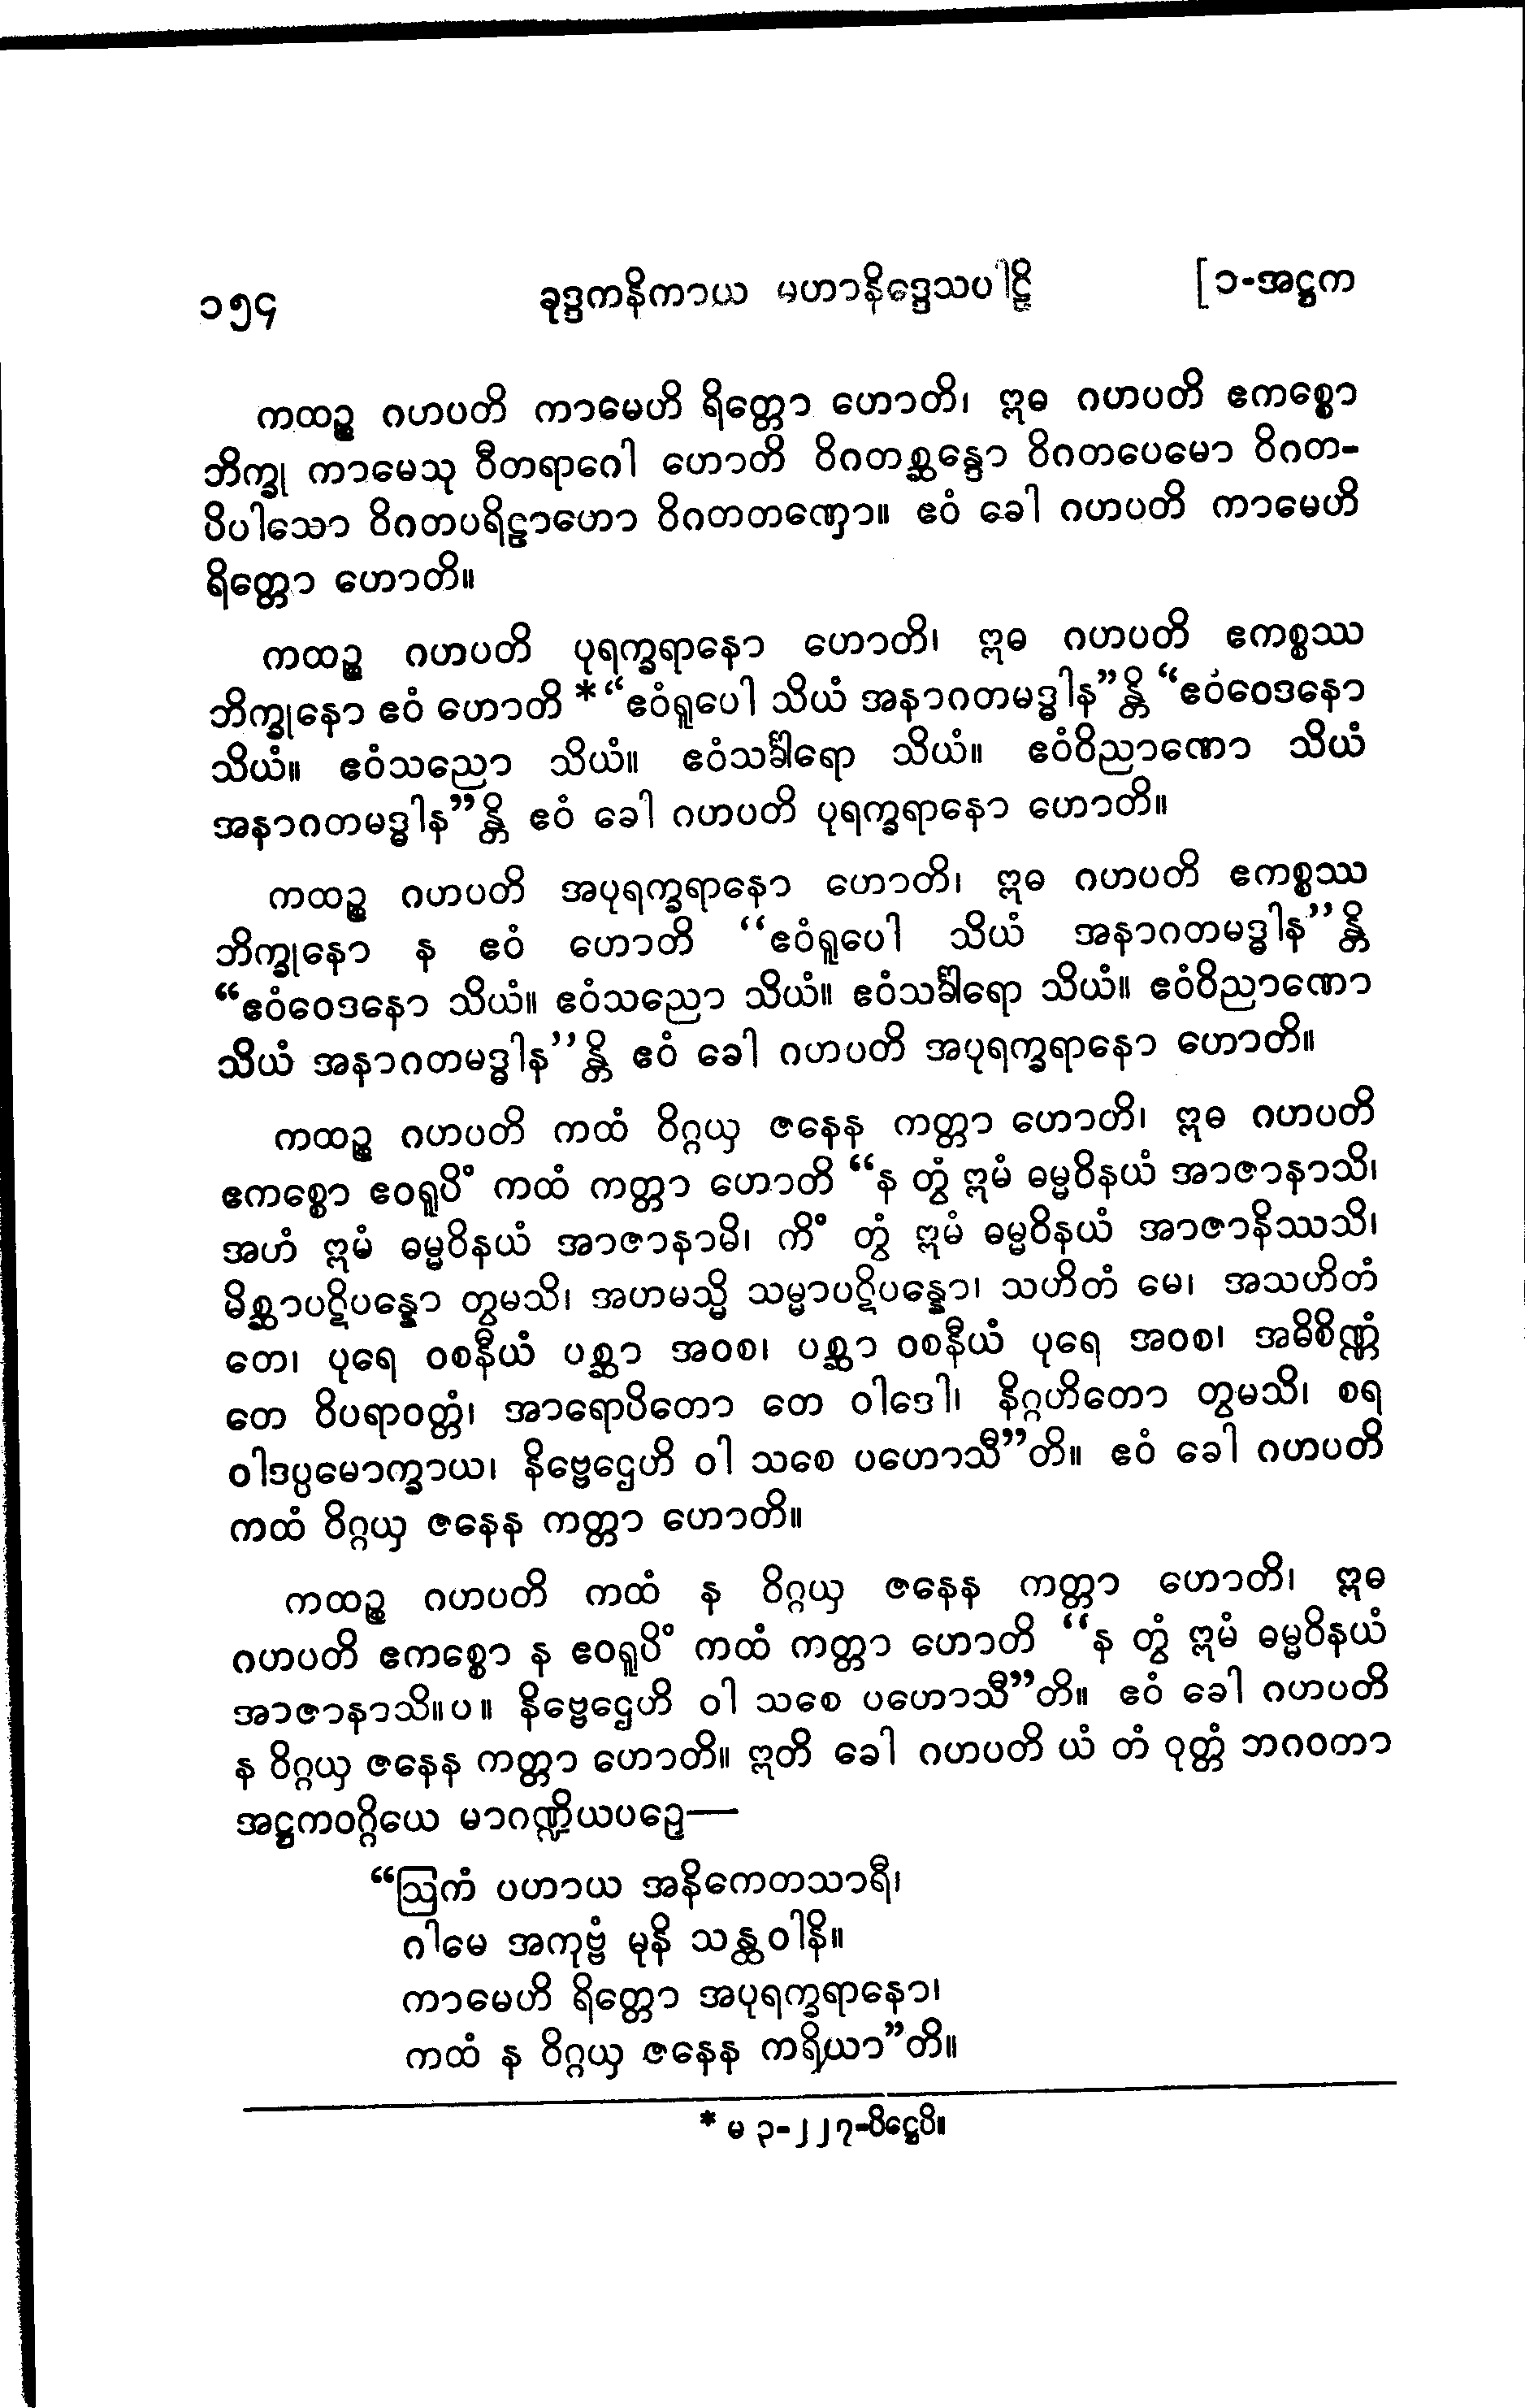 ၁၅၄ ခုဒ္ဒကနိကာယ မဟာနိဒ္ဒေသပါဠိ [၁-အဋ္ဌက
ကထဉ္စ ဂဟပတိ ကာမေဟိ ရိတ္တော ဟောတိ၊ ဣဓ ဂဟပတိ ဧကစ္စော
ဘိက္ခု ကာမေသု ဝီတရာဂေါ ဟောတိ ဝိဂတစ္ဆန္ဒော ဝိဂတပေမော ဝိဂတ-
ပိပါသော ဝိဂတပရိဠာဟော ဝိဂတတဏှော။ ဧဝံ ခေါ ဂဟပတိ ကာမေဟိ
ရိတ္တော ဟောတိ။
ကထဉ္စ ဂဟပတိ ပုရက္ခရာနော ဟောတိ၊ ဣဓ ဂဟပတိ ဧကစ္စဿ
ဘိက္ခုနော ဧဝံ ဟောတိ *“ဧဝံရူပေါ သိယံ အနာဂတမဒ္ဓါန”န္တိ “ဧဝံဝေဒနော
သိယံ။ ဧဝံသညော သိယံ။ ဧဝံသင်္ခါရော သိယံ။ ဧဝံဝိညာဏော သိယံ
အနာဂတမဒ္ဓါန”န္တိ ဧဝံ ခေါ ဂဟပတိ ပုရက္ခရာနော ဟောတိ။
ကထဉ္စ ဂဟပတိ အပုရက္ခရာနော ဟောတိ၊ ဣဓ ဂဟပတိ ဧကစ္စဿ
ဘိက္ခုနော န ဧဝံ ဟောတိ “ဧဝံရူပေါ သိယံ အနာဂတမဒ္ဓါန”န္တိ
“ဧဝံဝေဒနော သိယံ။ ဧဝံသညော သိယံ။ ဧဝံသင်္ခါရော သိယံ။ ဧဝံဝိညာဏော
သိယံ အနာဂတမဒ္ဓါန”န္တိ ဧဝံ ခေါ ဂဟပတိ အပုရက္ခရာနော ဟောတိ။
ကထဉ္စ ဂဟပတိ ကထံ ဝိဂ္ဂယှ ဇနေန ကတ္တာ ဟောတိ၊ ဣဓ ဂဟပတိ
ဧကစ္စော ဧဝရူပိံ ကထံ ကတ္တာ ဟောတိ “န တွံ ဣမံ ဓမ္မဝိနယံ အာဇာနာသိ၊
အဟံ ဣမံ ဓမ္မဝိနယံ အာဇာနာမိ၊ ကိံ တွံ ဣမံ ဓမ္မဝိနယံ အာဇာနိဿသိ၊
မိစ္ဆာပဋိပန္နော တွမသိ၊ အဟမသ္မိ သမ္မာပဋိပန္နော၊ သဟိတံ မေ၊ အသဟိတံ
တေ၊ ပုရေ ဝစနီယံ ပစ္ဆာ အဝစ၊ ပစ္ဆာ ဝစနီယံ ပုရေ အဝစ၊ အဓိစိဏ္ဏံ
တေ ဝိပရာဝတ္တံ၊ အာရောပိတော တေ ဝါဒေါ၊ နိဂ္ဂဟိတော တွမသိ၊ စရ
ဝါဒပ္ပမောက္ခာယ၊ နိဗ္ဗေဌေဟိ ဝါ သစေ ပဟောသီ”တိ။ ဧဝံ ခေါ ဂဟပတိ
ကထံ ဝိဂ္ဂယှ ဇနေန ကတ္တာ ဟောတိ။
ကထဉ္စ ဂဟပတိ ကထံ န ဝိဂ္ဂယှ ဇနေန ကတ္တာ ဟောတိ၊ ဣဓ
ဂဟပတိ ဧကစ္စော န ဧဝရူပိံ ကထံ ကတ္တာ ဟောတိ “န တွံ ဣမံ ဓမ္မဝိနယံ
အာဇာနာသိ။ပ။ နိဗ္ဗေဌေဟိ ဝါ သစေ ပဟောသီ”တိ။ ဧဝံ ခေါ ဂဟပတိ
န ဝိဂ္ဂယှ ဇနေန ကတ္တာ ဟောတိ။ ဣတိ ခေါ ဂဟပတိ ယံ တံ ဝုတ္တံ ဘဂဝတာ
အဋ္ဌကဝဂ္ဂိယေ မာဂဏ္ဍိယပဉှေ—
“ဩကံ ပဟာယ အနိကေတသာရီ၊
ဂါမေ အကုဗ္ဗံ မုနိ သန္ထဝါနိ။
ကာမေဟိ ရိတ္တော အပုရက္ခရာနော၊
ကထံ န ဝိဂ္ဂယှ ဇနေန ကရိယာ”တိ။
* မ ၃-၂၂၇-ပိဋ္ဌေပိ။